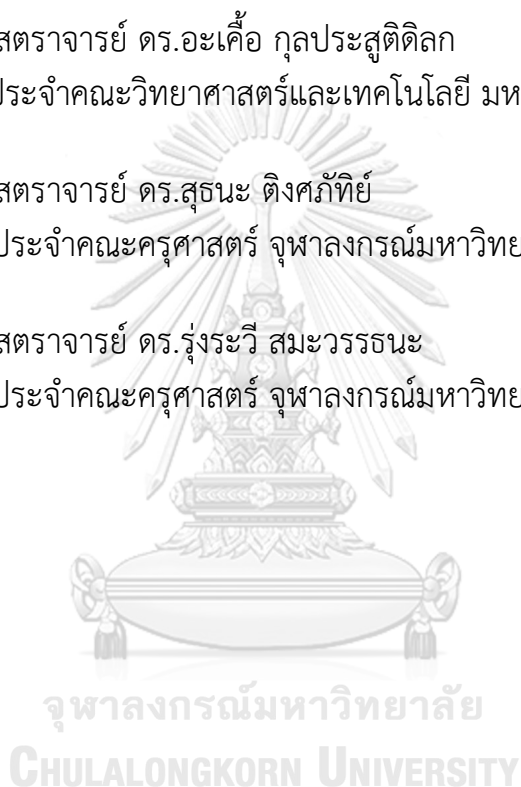 สตราจารย์ ดร.อะเคื้อ กุลประสูติดิลก
ประจำคณะวิทยาศาสตร์และเทคโนโลยี มห
สตราจารย์ ดร.สุธนะ ติงศภัทิย์
ประจำคณะครุศาสตร์ จุฬาลงกรณ์มหาวิทย
สตราจารย์ ดร.รุ่งระวี สมะวรรธนะ
ประจำคณะครุศาสตร์ จุฬาลงกรณ์มหาวิทย
จุฬาลงกรณ์มหาวิทยาลัย
CHULALONGKORN UNIVERSITY